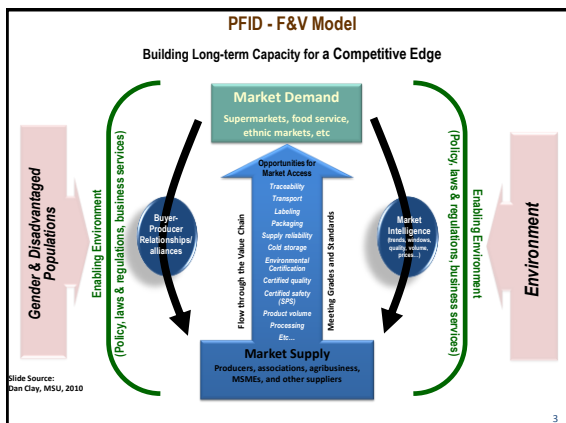 PFID - F&V Model
Building Long-term Capacity for a Competitive Edge
Gender & Disadvantaged
Populations
Enabling Environment
(Policy, laws & regulations, business services)
Market Demand
Supermarkets, food service,
ethnic markets, etc
Buyer-
Producer
Relationships/
alliances
Flow through the Value Chain
Opportunities for
Market Access
Traceability
Transport
Labeling
Packaging
Supply reliability
Cold storage
Environmental
Certification
Certified quality
Certified safety
(SPS)
Product volume
Processing
Etc...
Meeting Grades and Standards
Market
Intelligence
(trends, windows,
quality, volume,
prices...)
(Policy, laws & regulations, business services)
Enabling Environment
Environment
Market Supply
Producers, associations, agribusiness,
MSMEs, and other suppliers
Slide Source:
Dan Clay, MSU, 2010
3